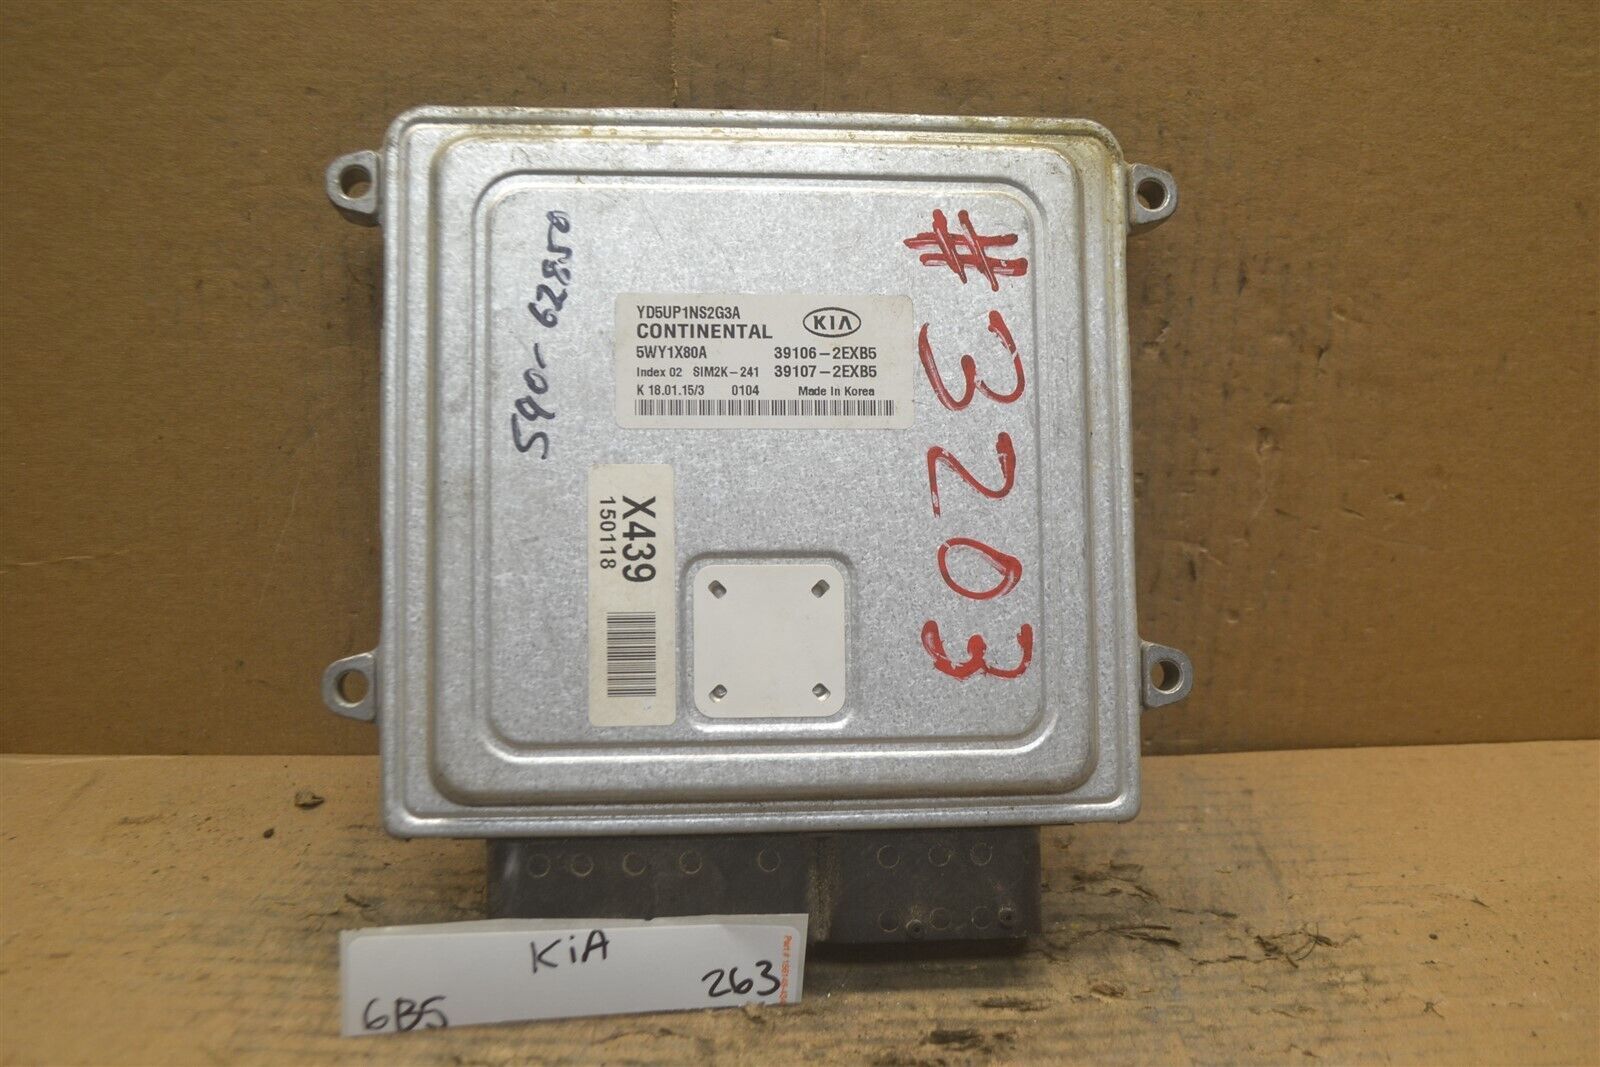 590-62850
YD5UP1NS2G3A
CONTINENTAL KIA
5WY1X80A 39106-2EXB5
Index 02 SIM2K-241 39107-2EXB5
K 18.01.15/3 0104 Made In Korea
#3203
X439
150118
KiA
263
6B5